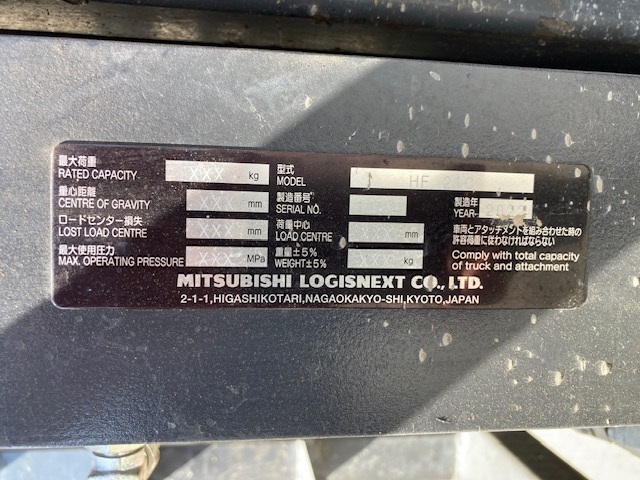 最大荷重
RATED CAPACITY XXX kg
型式
MODEL HF
重心距離
CENTRE OF GRAVITY mm
製造番号
SERIAL NO.
製造年
YEAR
ロードセンター損失
LOST LOAD CENTRE mm
荷重中心
LOAD CENTRE mm
最大使用圧力
MAX. OPERATING PRESSURE XXX MPa
重量±5%
WEIGHT±5% kg
車両とアタッチメントを組み合わせた時の
許容荷重に従わなければならない
Comply with total capacity
of truck and attachment
MITSUBISHI LOGISNEXT CO., LTD.
2-1-1,HIGASHIKOTARI,NAGAOKAKYO-SHI,KYOTO,JAPAN